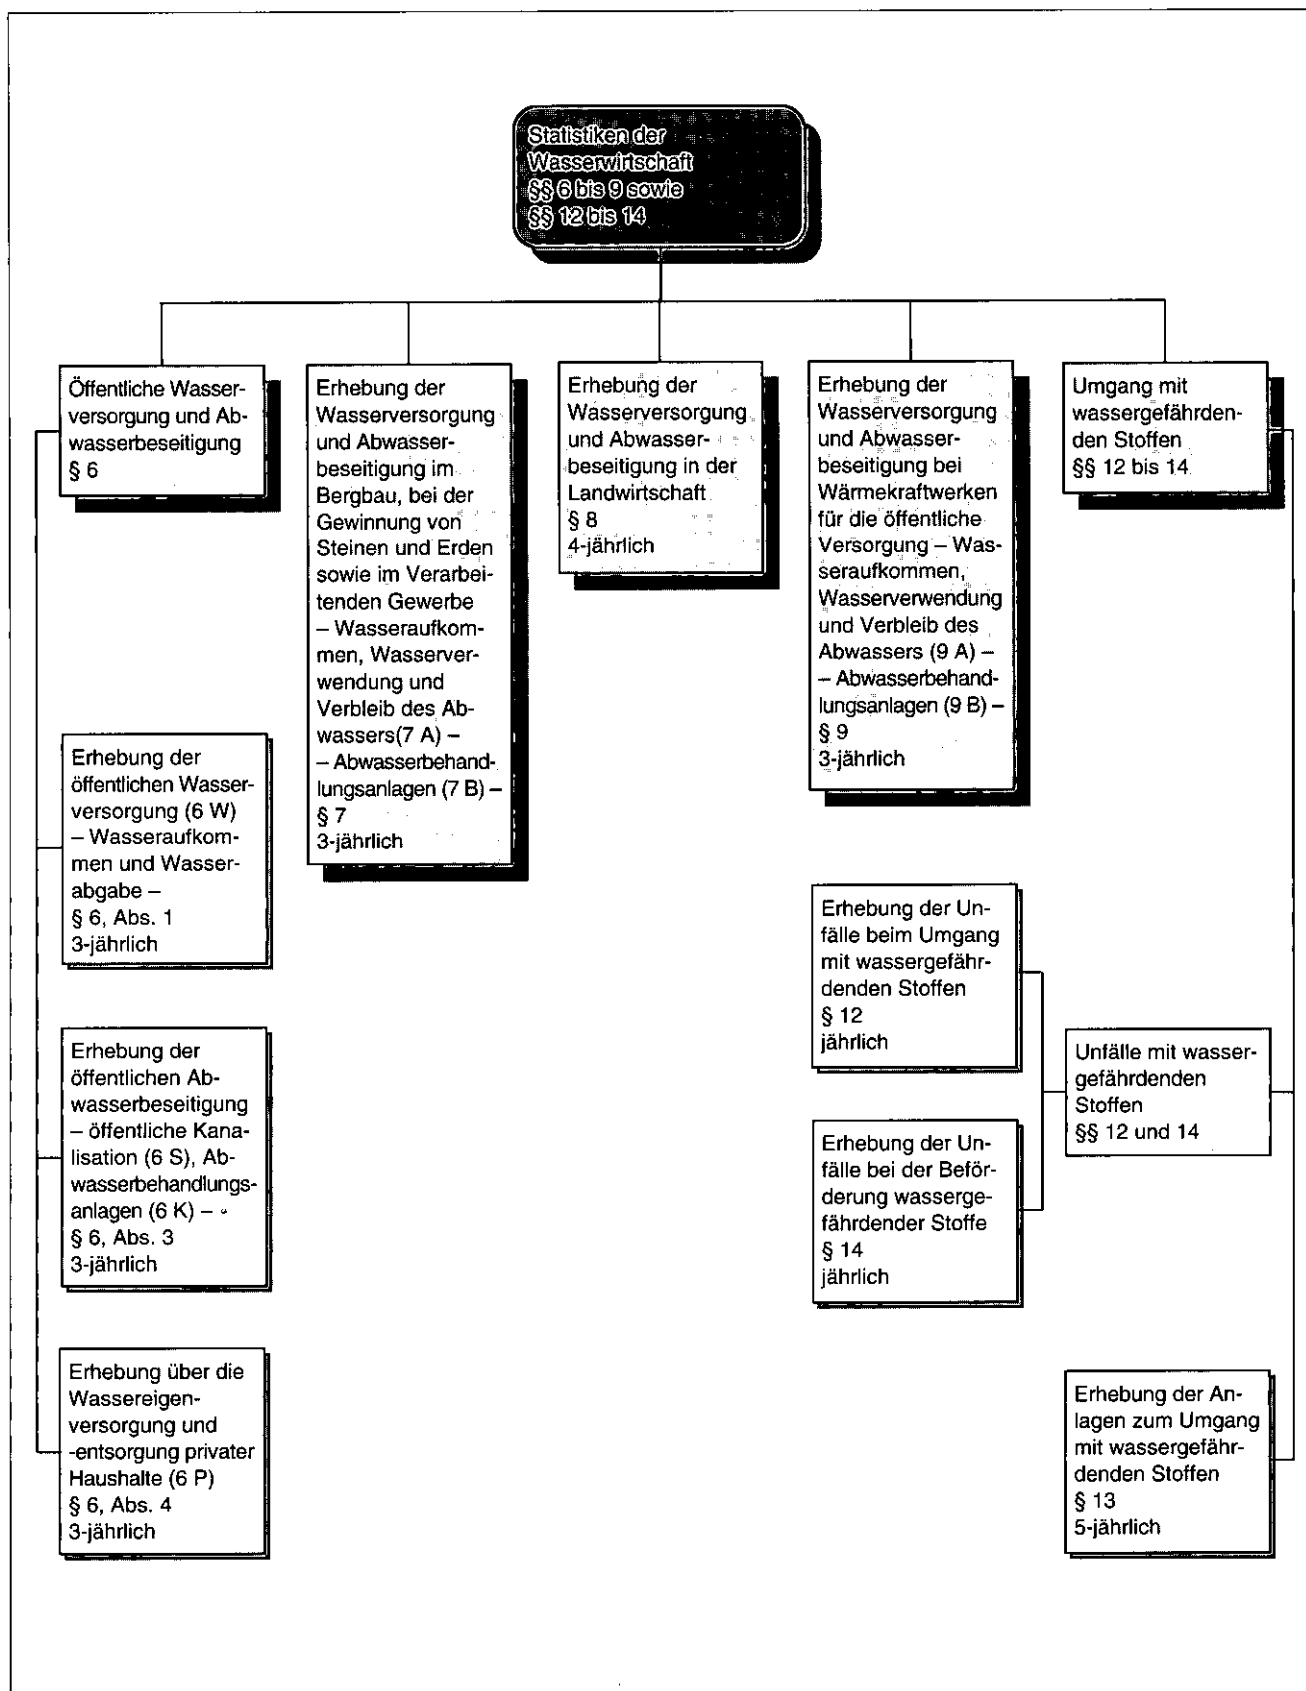 Statistiken der
Wasserwirtschaft
§§ 6 bis 9 sowie
§§ 12 bis 14
Öffentliche Wasser-
versorgung und Ab-
wasserbeseitigung
§ 6
Erhebung der
Wasserversorgung
und Abwasser-
beseitigung im
Bergbau, bei der
Gewinnung von
Steinen und Erden
sowie im Verarbei-
tenden Gewerbe
– Wasseraufkom-
men, Wasserver-
wendung und
Verbleib des Ab-
wassers(7 A) –
– Abwasserbehand-
lungsanlagen (7 B) –
§ 7
3-jährlich
Erhebung der
Wasserversorgung
und Abwasser-
beseitigung in der
Landwirtschaft
§ 8
4-jährlich
Erhebung der
Wasserversorgung
und Abwasser-
beseitigung bei
Wärmekraftwerken
für die öffentliche
Versorgung – Was-
seraufkommen,
Wasserverwendung
und Verbleib des
Abwassers (9 A) –
– Abwasserbehand-
lungsanlagen (9 B) –
§ 9
3-jährlich
Umgang mit
wassergefährden-
den Stoffen
§§ 12 bis 14
Erhebung der
öffentlichen Wasser-
versorgung (6 W)
– Wasseraufkom-
men und Wasser-
abgabe –
§ 6, Abs. 1
3-jährlich
Erhebung der
öffentlichen Ab-
wasserbeseitigung
– öffentliche Kana-
lisation (6 S), Ab-
wasserbehandlungs-
anlagen (6 K) –
§ 6, Abs. 3
3-jährlich
Erhebung über die
Wassereigen-
versorgung und
-entsorgung privater
Haushalte (6 P)
§ 6, Abs. 4
3-jährlich
Erhebung der Un-
fälle beim Umgang
mit wassergefähr-
denden Stoffen
§ 12
jährlich
Erhebung der Un-
fälle bei der Beför-
derung wasserge-
fährdender Stoffe
§ 14
jährlich
Unfälle mit wasser-
gefährdenden
Stoffen
§§ 12 und 14
Erhebung der An-
lagen zum Umgang
mit wassergefähr-
denden Stoffen
§ 13
5-jährlich